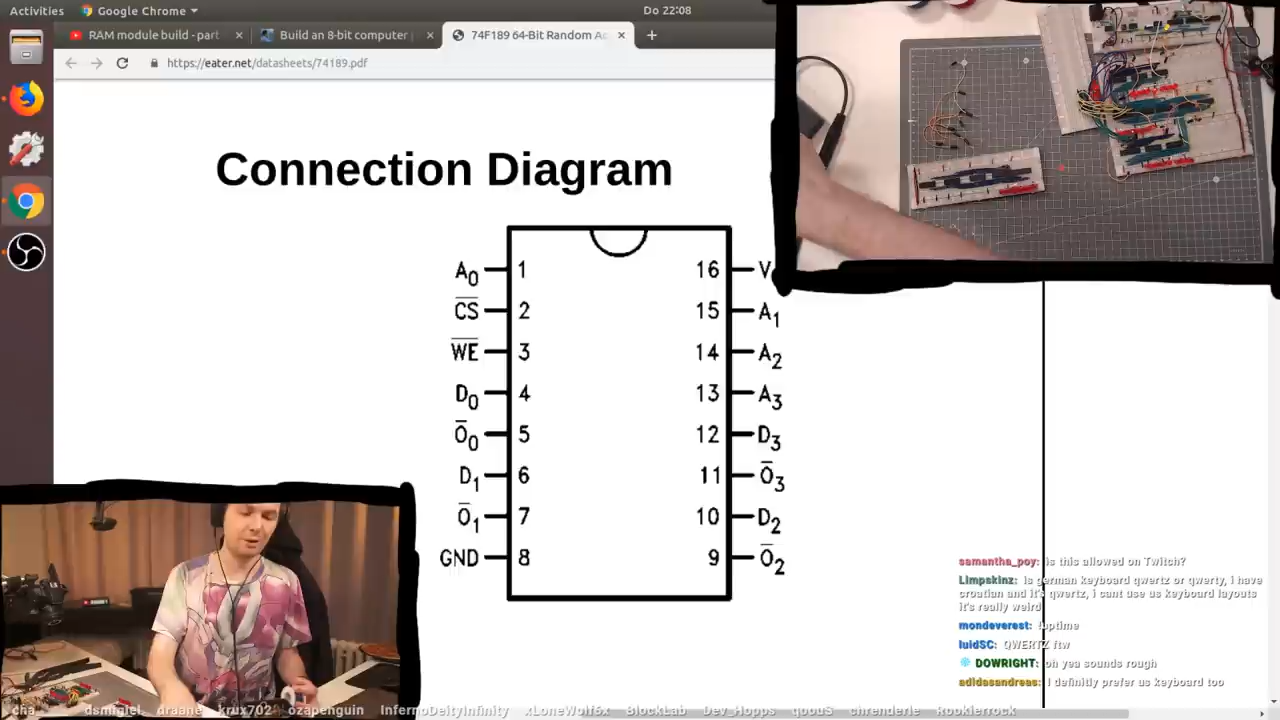 Activities Google Chrome Do 22:08
RAM module build - part × Build an 8-bit computer × 74F189 64-Bit Random Ac × +
https://eater.net/datasheets/74189.pdf
Connection Diagram
A0 1 16 V
CS 2 15 A1
WE 3 14 A2
D0 4 13 A3
O0 5 12 D3
D1 6 11 O3
O1 7 10 D2
GND 8 9 O2
samantha_poy: is this allowed on Twitch?
Limpskinz: is german keyboard qwertz or qwerty, i have
croatian and it's qwertz, i cant use us keyboard layouts
it's really weird
mondeverest: !uptime
luidSC: QWERTZ ftw
DOWRIGHT: oh yea sounds rough
adidasandreas: I definitly prefer us keyboard too
cha dsmigiel draane krux702 ozapenguin InfernoDeityInfinity xLoneWolf6x BlockLab Dev_Hopps qoouS chrenderle Rookierrock